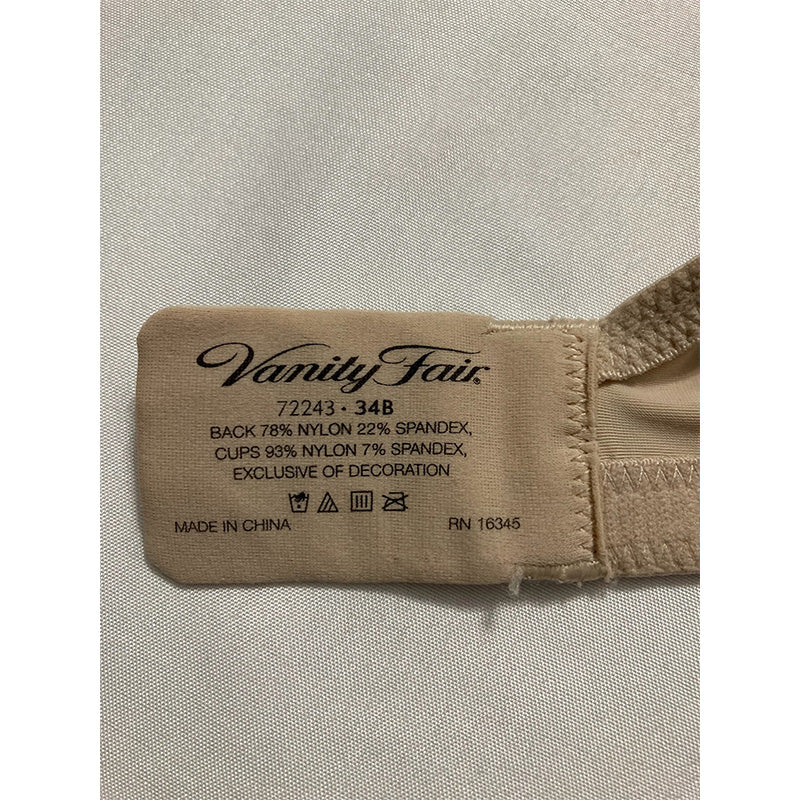 Vanity Fair®
72243 • 34B
BACK 78% NYLON 22% SPANDEX,
CUPS 93% NYLON 7% SPANDEX,
EXCLUSIVE OF DECORATION
MADE IN CHINA RN 16345